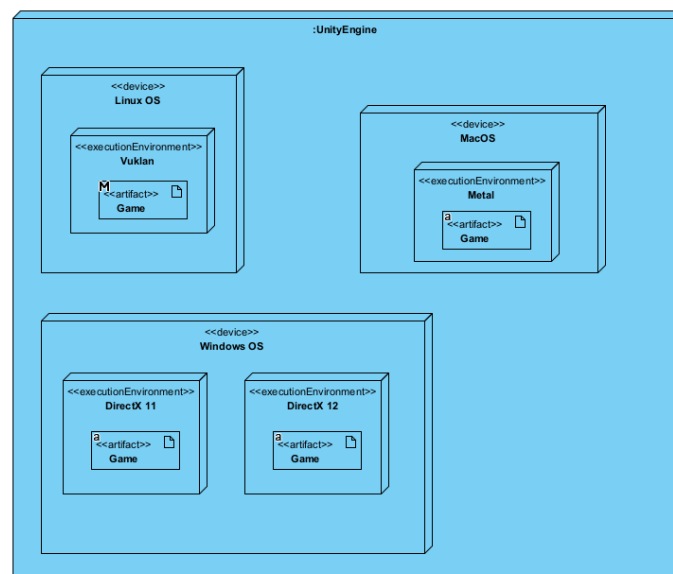 :UnityEngine
<<device>>
Linux OS
<<executionEnvironment>>
Vuklan
M
<<artifact>>
Game
<<device>>
MacOS
<<executionEnvironment>>
Metal
a
<<artifact>>
Game
<<device>>
Windows OS
<<executionEnvironment>>
DirectX 11
a
<<artifact>>
Game
<<executionEnvironment>>
DirectX 12
a
<<artifact>>
Game